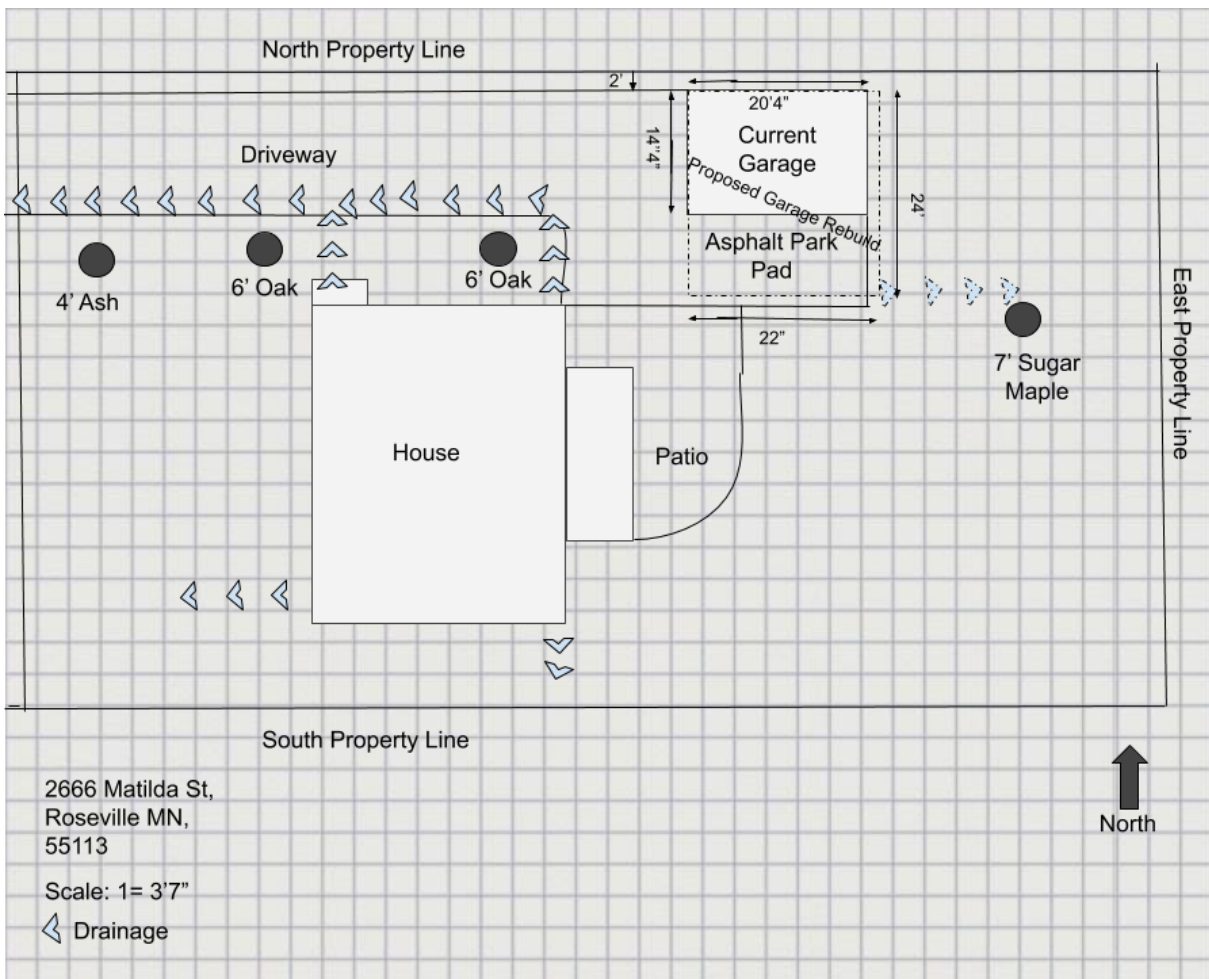 North Property Line
2'
20'4”
Current
Garage
14”4”
Driveway
Proposed Garage Rebuild
24'
Asphalt Park
Pad
4' Ash
6' Oak
6' Oak
22”
7' Sugar
Maple
East Property Line
House
Patio
South Property Line
2666 Matilda St,
Roseville MN,
55113
Scale: 1= 3'7”
Drainage
North